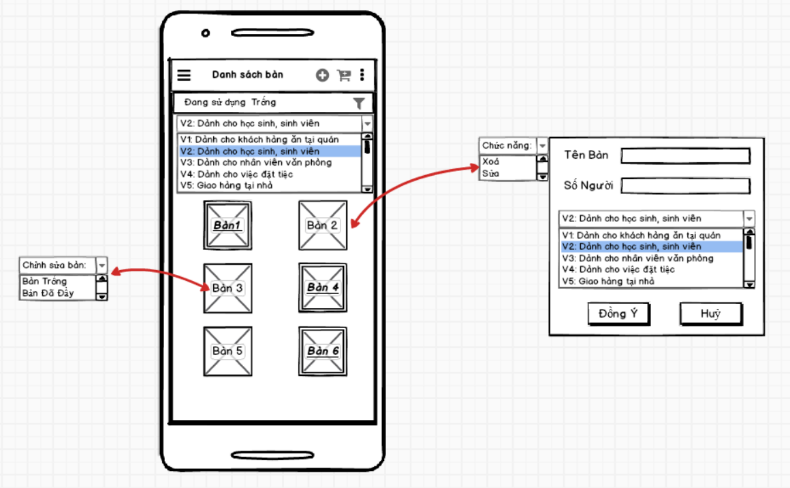 Danh sách bàn
Đang sử dụng Trống
V2: Dành cho học sinh, sinh viên
V1: Dành cho khách hàng ăn tại quán
V2: Dành cho học sinh, sinh viên
V3: Dành cho nhân viên văn phòng
V4: Dành cho việc đặt tiệc
V5: Giao hàng tại nhà
Bàn1
Bàn 2
Bàn 3
Bàn 4
Bàn 5
Bàn 6
Chỉnh sửa bàn:
Bàn Trống
Bàn Đã Đầy
Chức năng:
Xoá
Sửa
Tên Bàn
Số Người
V2: Dành cho học sinh, sinh viên
V1: Dành cho khách hàng ăn tại quán
V2: Dành cho học sinh, sinh viên
V3: Dành cho nhân viên văn phòng
V4: Dành cho việc đặt tiệc
V5: Giao hàng tại nhà
Đồng Ý
Huỷ